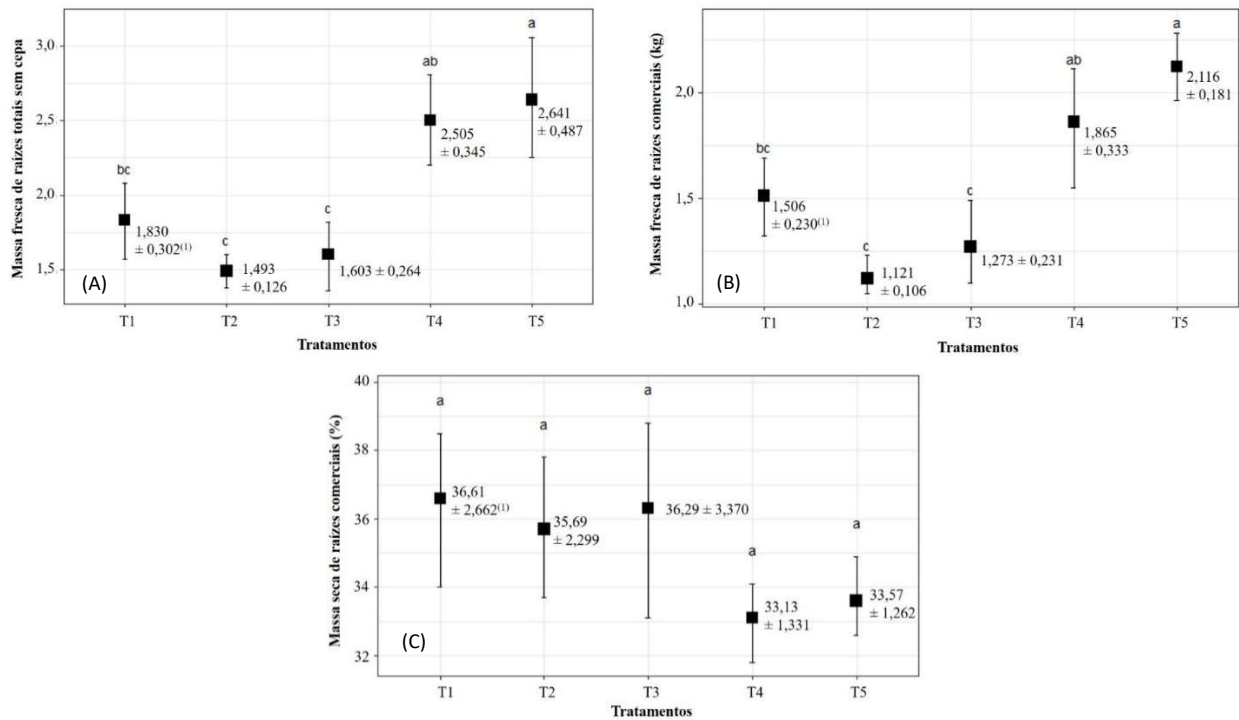 Massa fresca de raízes totais sem cepa
3,0
2,5
2,0
1,5
bc
1,830
± 0,302⁽¹⁾
c
1,493
± 0,126
c
1,603 ± 0,264
ab
2,505
± 0,345
a
2,641
± 0,487
(A)
T1 T2 T3 T4 T5
Tratamentos
Massa fresca de raízes comerciais (kg)
2,0
1,5
1,0
bc
1,506
± 0,230⁽¹⁾
c
1,121
± 0,106
c
1,273 ± 0,231
ab
1,865
± 0,333
a
2,116
± 0,181
(B)
T1 T2 T3 T4 T5
Tratamentos
Massa seca de raízes comerciais (%)
40
38
36
34
32
a
36,61
± 2,662⁽¹⁾
a
35,69
± 2,299
a
36,29 ± 3,370
a
33,13
± 1,331
a
33,57
± 1,262
(C)
T1 T2 T3 T4 T5
Tratamentos